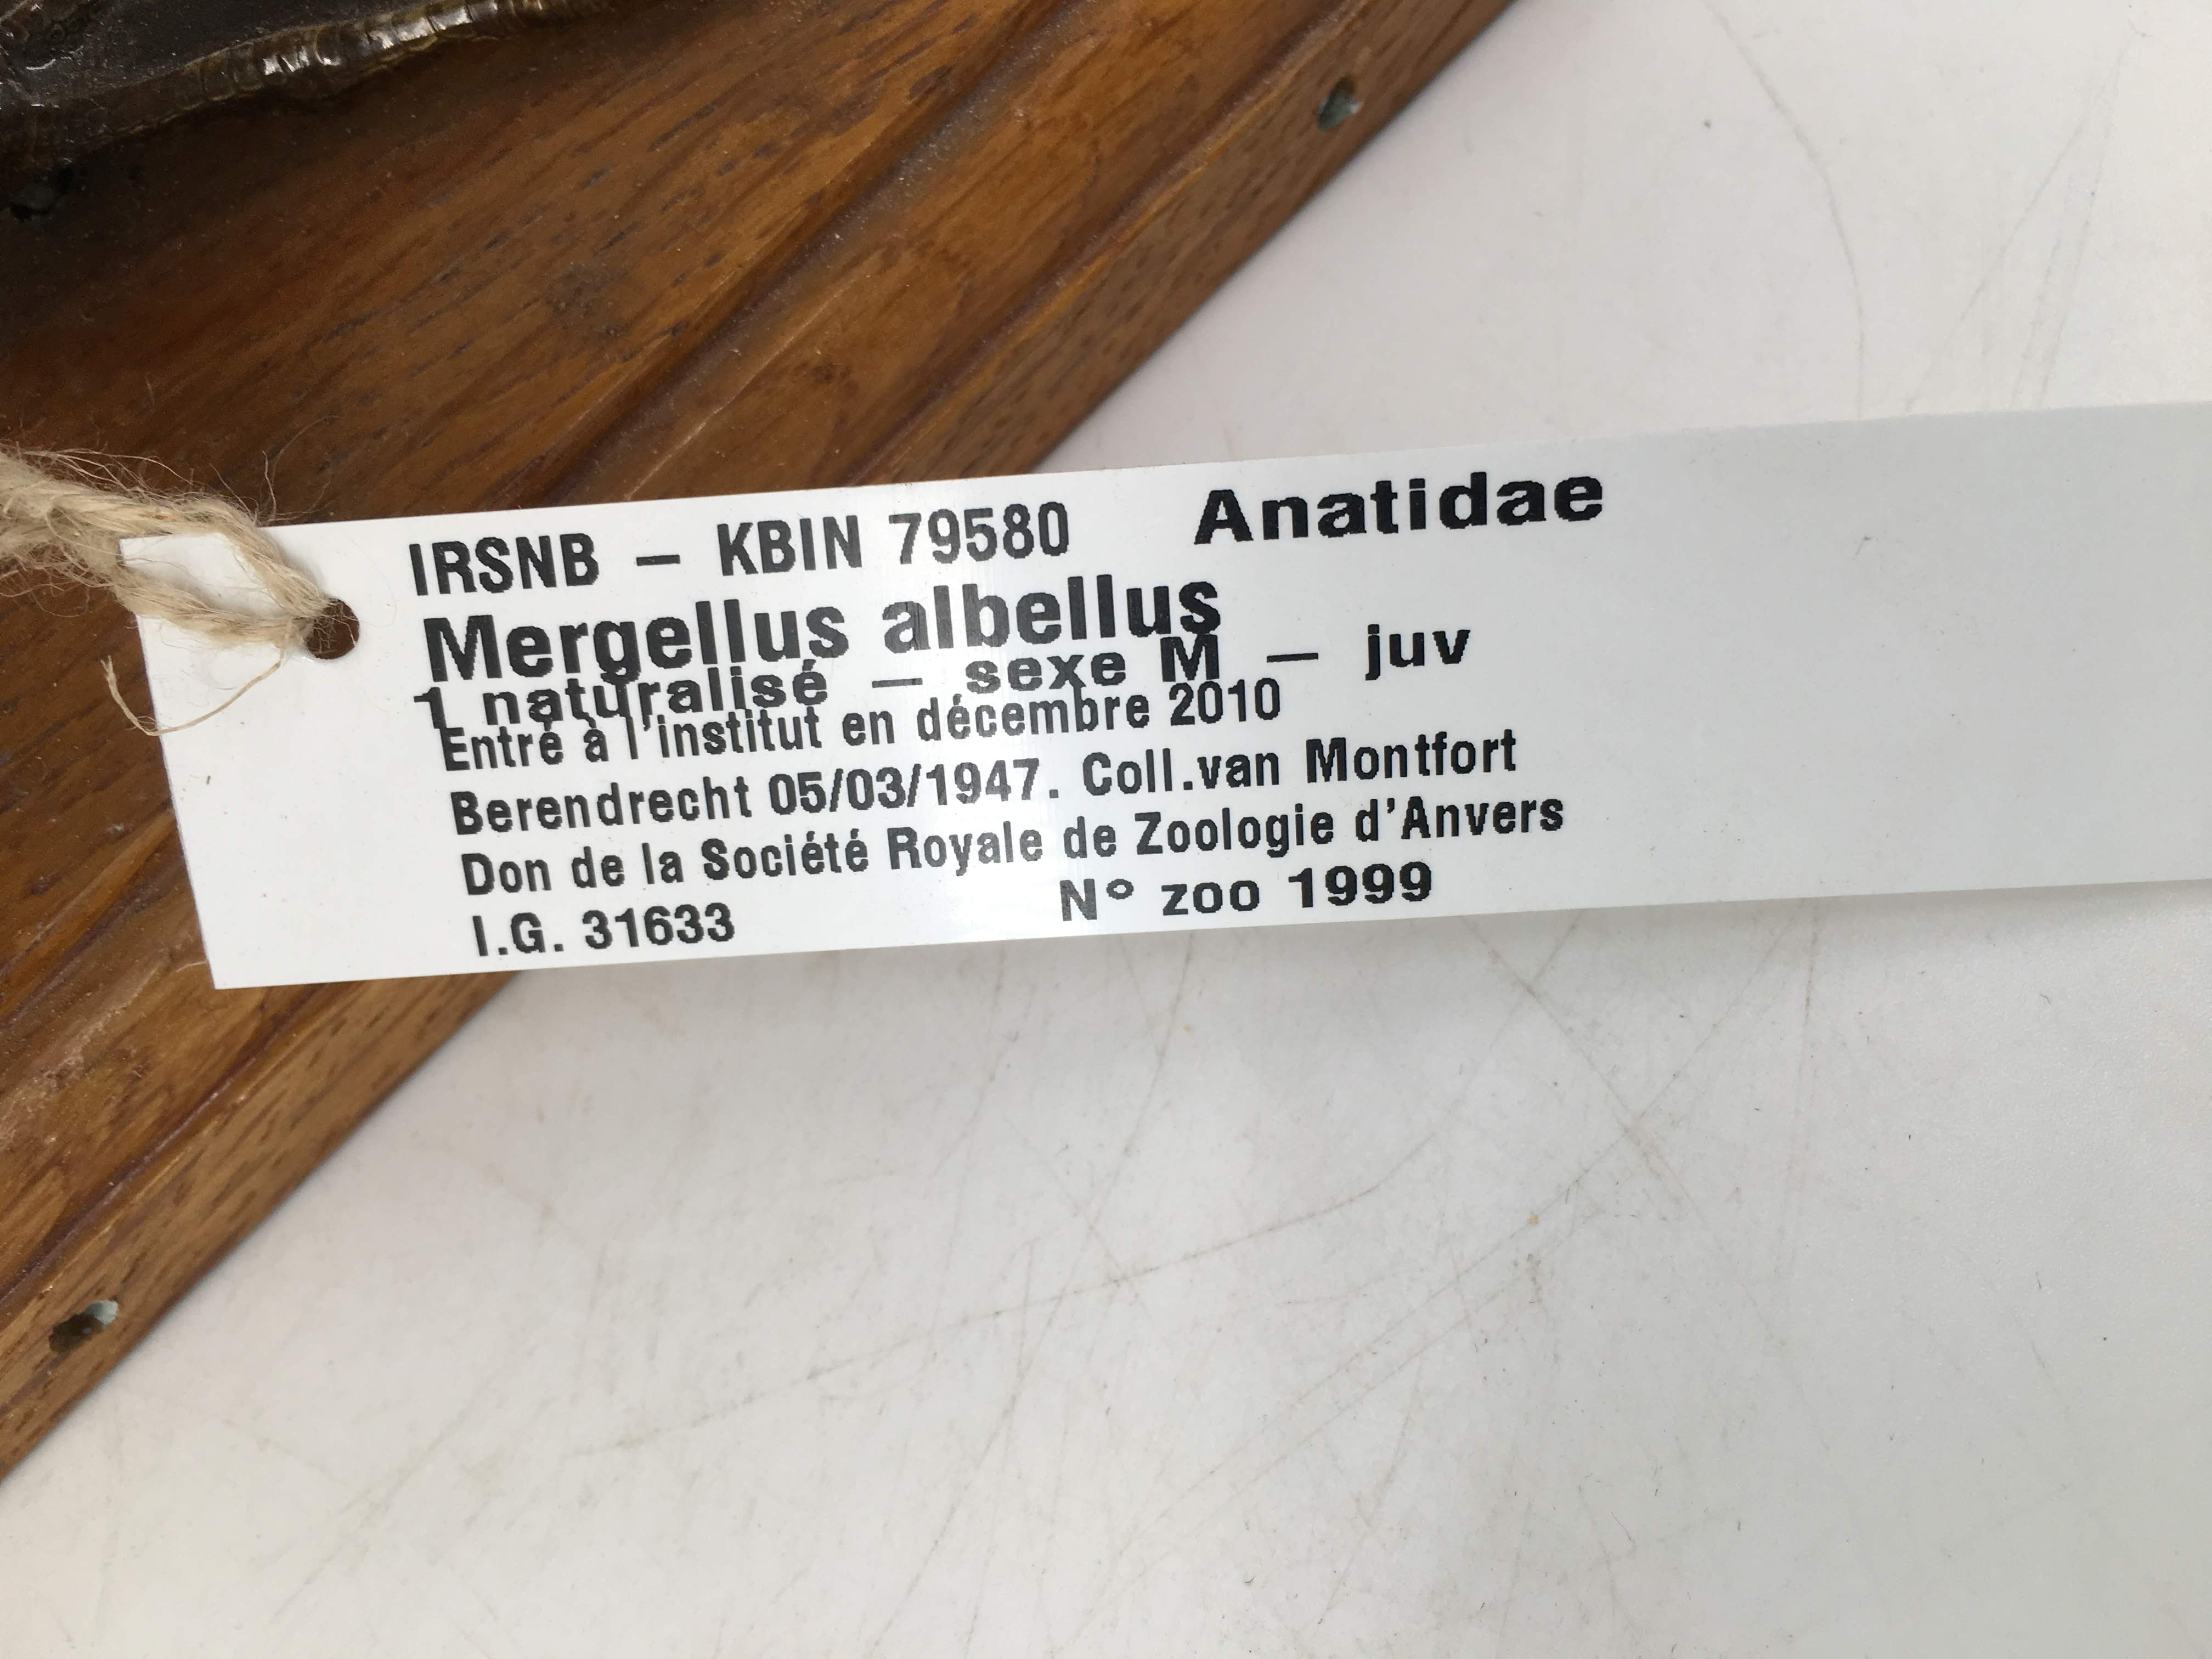 IRSNB – KBIN 79580 Anatidae
Mergellus albellus
1 naturalisé – sexe M – juv
Entré à l'institut en décembre 2010
Berendrecht 05/03/1947. Coll.van Montfort
Don de la Société Royale de Zoologie d'Anvers
I.G. 31633 N° zoo 1999